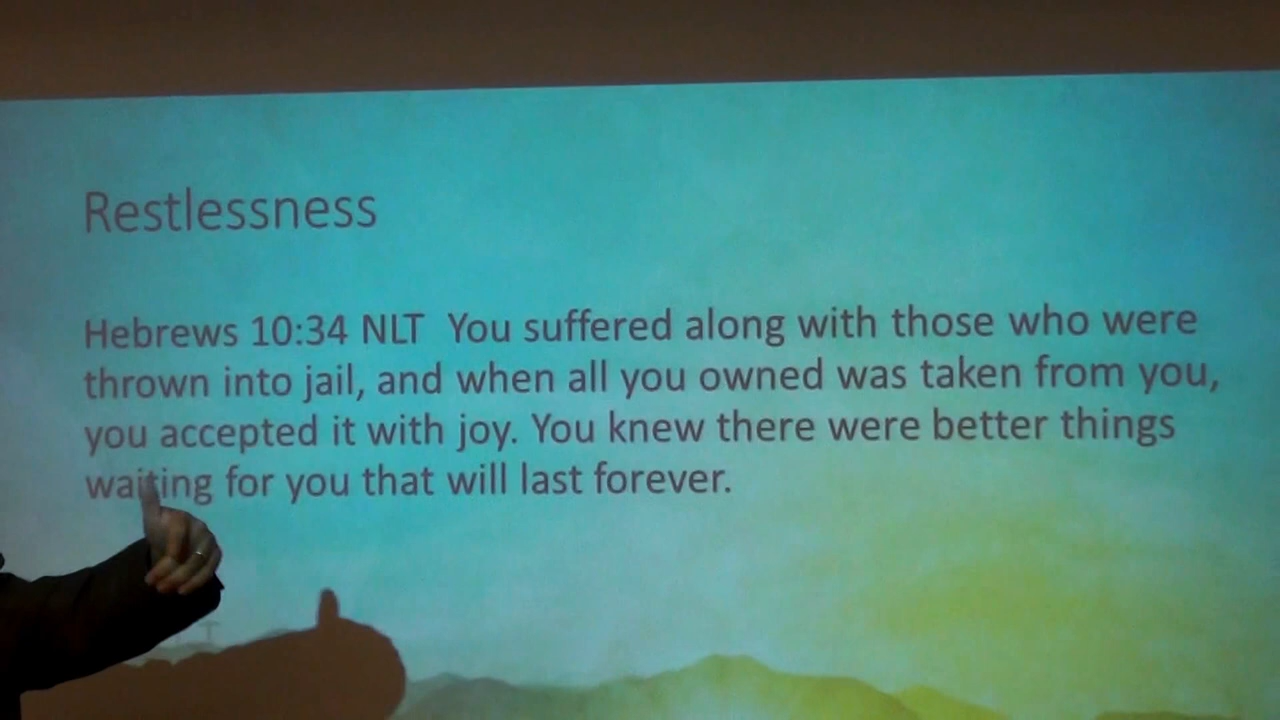 Restlessness
Hebrews 10:34 NLT  You suffered along with those who were
thrown into jail, and when all you owned was taken from you,
you accepted it with joy. You knew there were better things
waiting for you that will last forever.